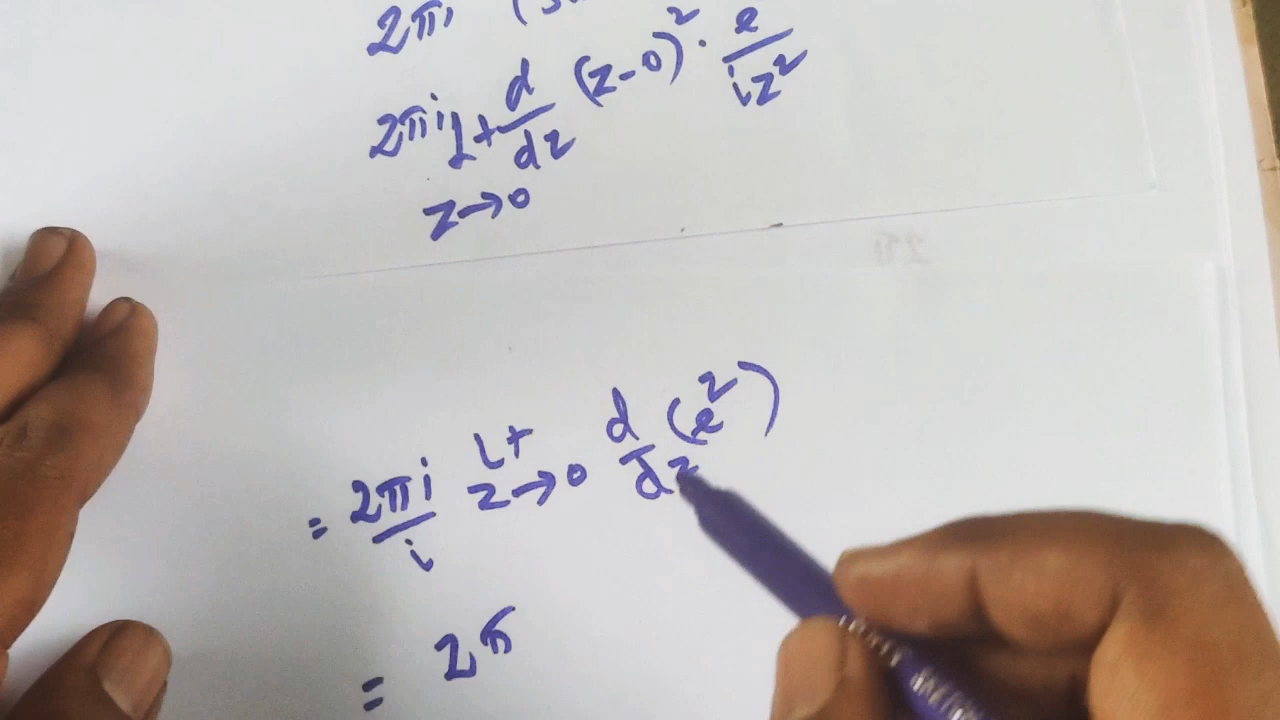 2πi
2πi Lt d/dz (z-0)². e/iz²
z→0
= 2πi/i Lt z→0 d/dz (e^z)
= 2π